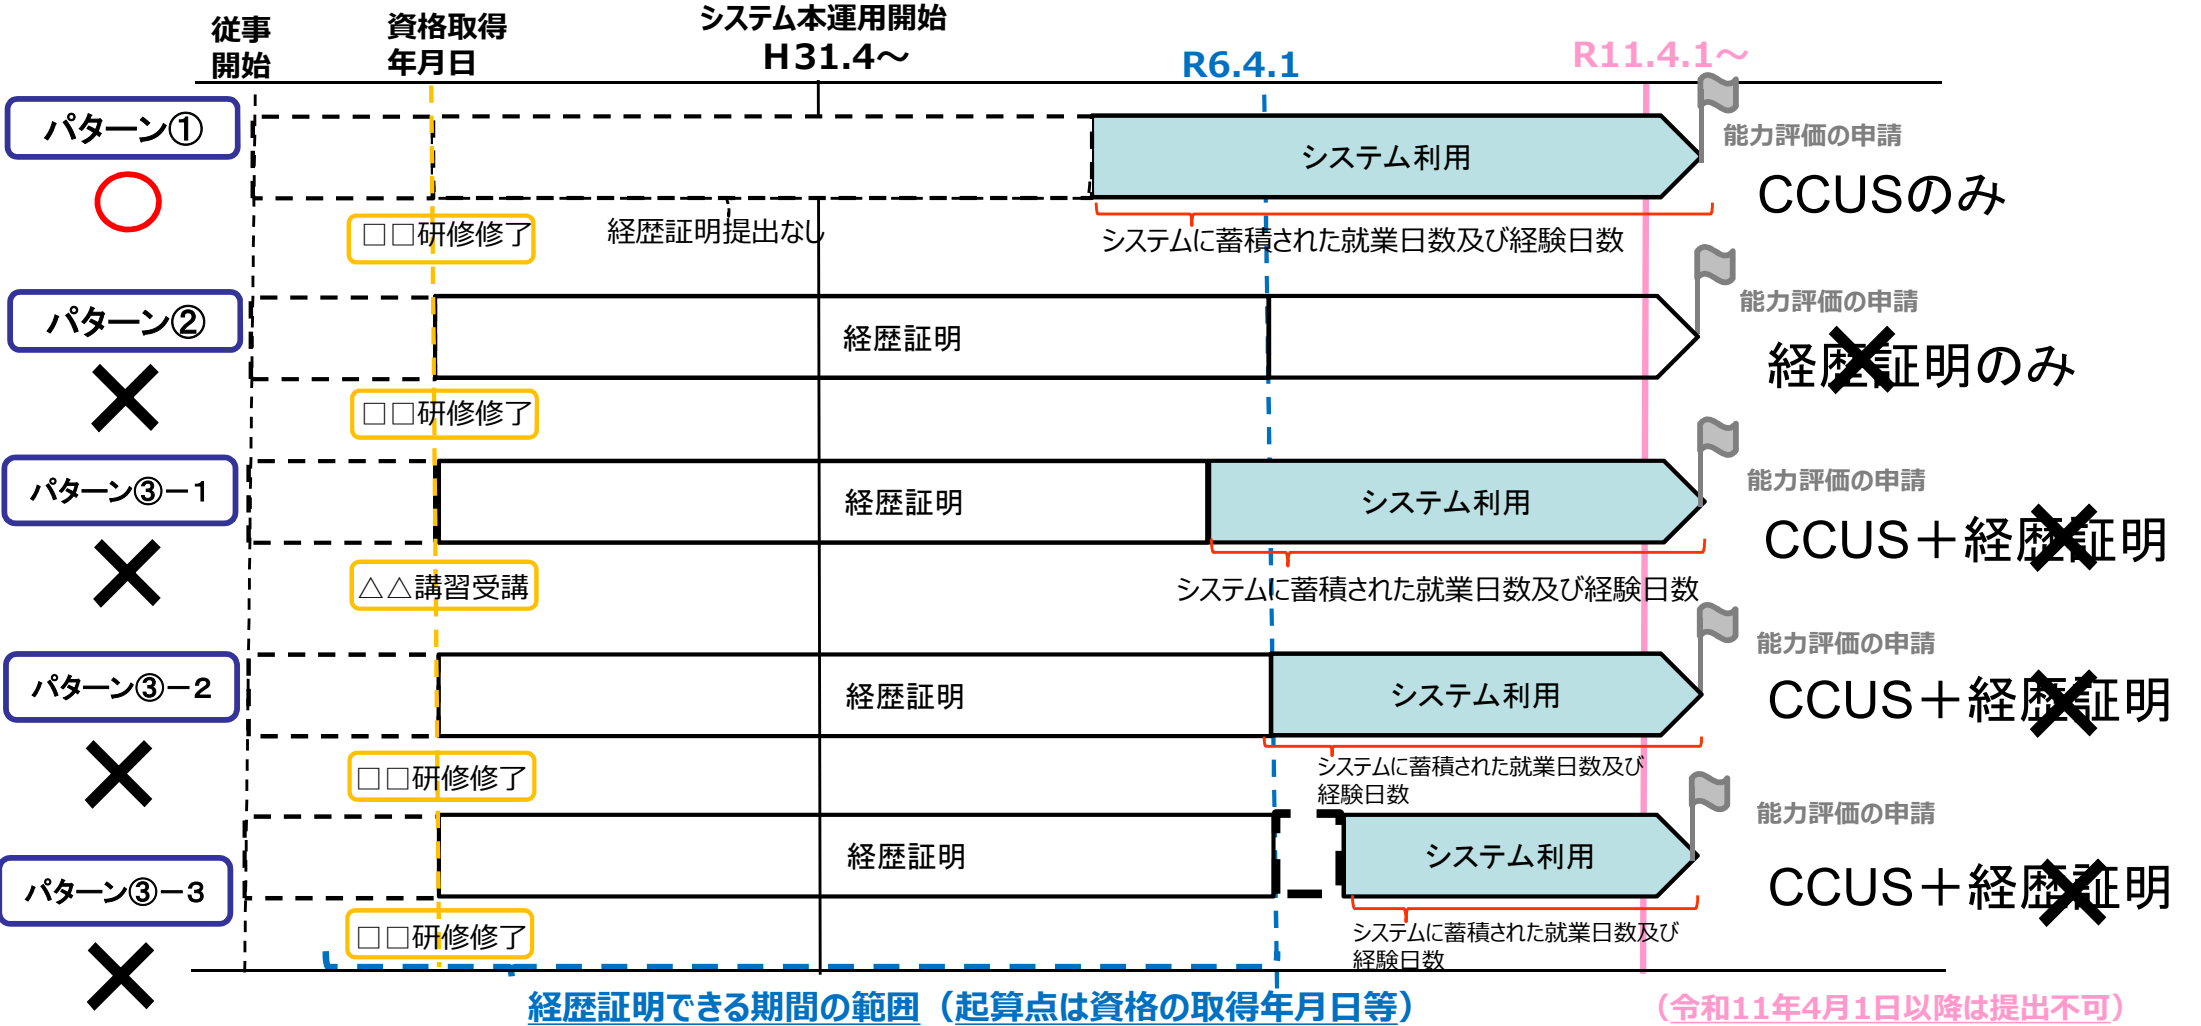 従事
開始
資格取得
年月日
システム本運用開始
H31.4～
R6.4.1
R11.4.1～
パターン①
システム利用
能力評価の申請
CCUSのみ
□□研修修了
経歴証明提出なし
システムに蓄積された就業日数及び経験日数
パターン②
経歴証明
能力評価の申請
経歴証明のみ
□□研修修了
パターン③－1
経歴証明
システム利用
能力評価の申請
CCUS＋経歴証明
△△講習受講
システムに蓄積された就業日数及び経験日数
パターン③－2
経歴証明
システム利用
能力評価の申請
CCUS＋経歴証明
□□研修修了
システムに蓄積された就業日数及び
経験日数
パターン③－3
経歴証明
システム利用
能力評価の申請
CCUS＋経歴証明
□□研修修了
システムに蓄積された就業日数及び
経験日数
経歴証明できる期間の範囲（起算点は資格の取得年月日等）
（令和11年4月1日以降は提出不可）